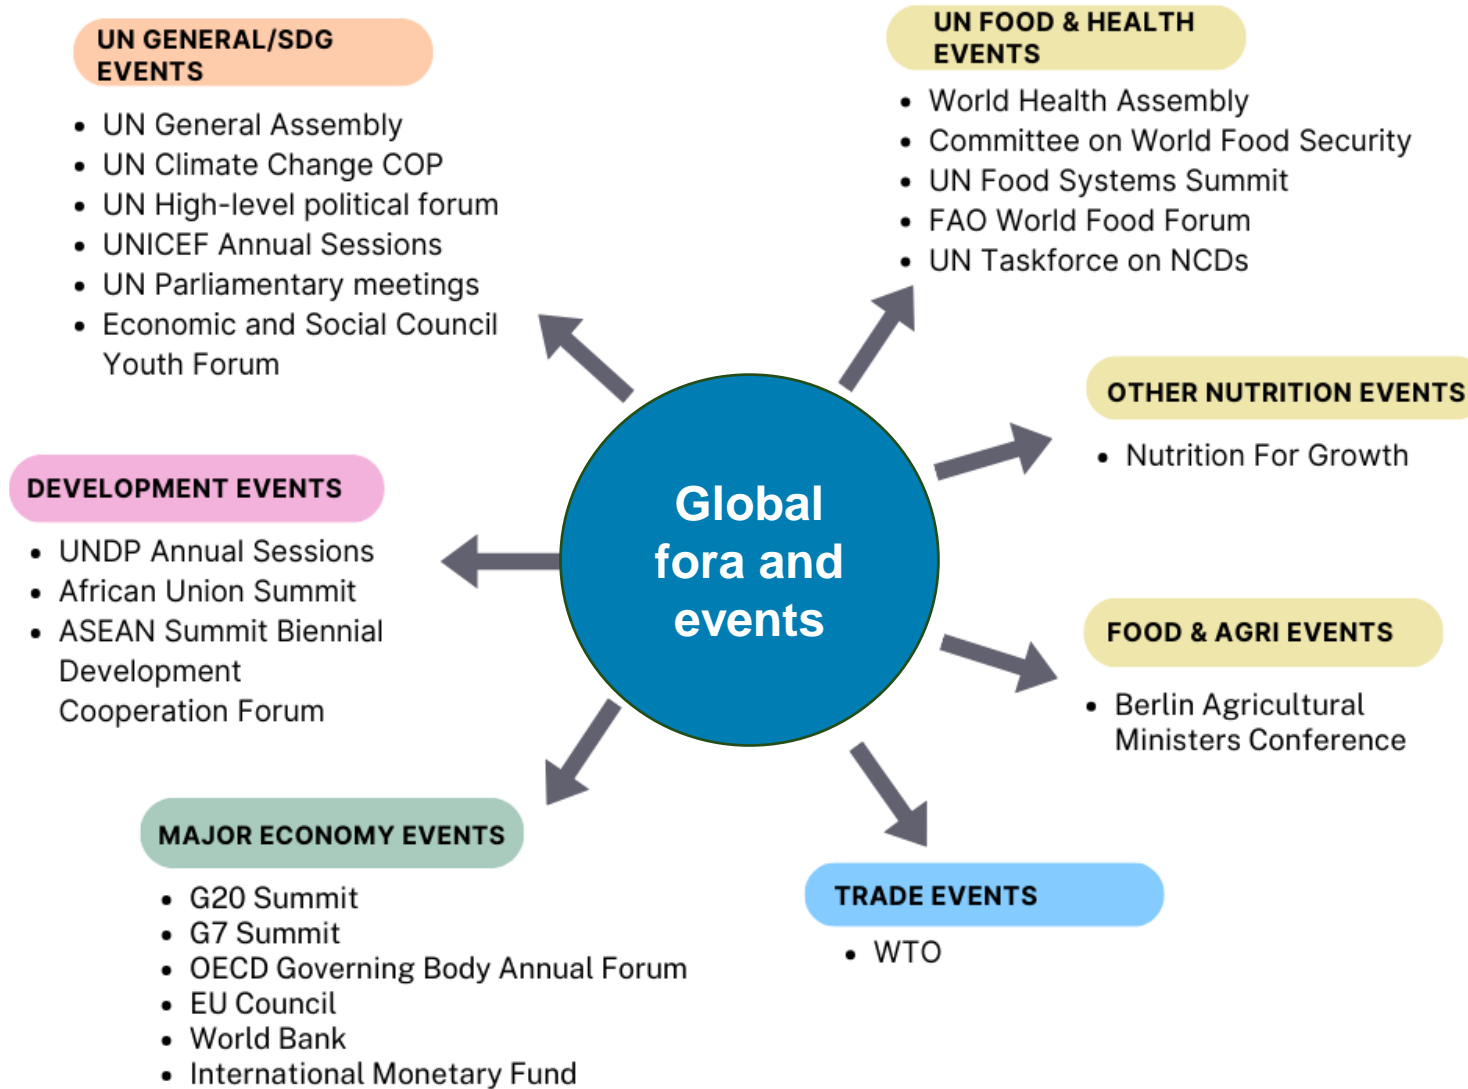 UN GENERAL/SDG
EVENTS
• UN General Assembly
• UN Climate Change COP
• UN High-level political forum
• UNICEF Annual Sessions
• UN Parliamentary meetings
• Economic and Social Council
Youth Forum
UN FOOD & HEALTH
EVENTS
• World Health Assembly
• Committee on World Food Security
• UN Food Systems Summit
• FAO World Food Forum
• UN Taskforce on NCDs
OTHER NUTRITION EVENTS
• Nutrition For Growth
DEVELOPMENT EVENTS
• UNDP Annual Sessions
• African Union Summit
• ASEAN Summit Biennial
Development
Cooperation Forum
Global
fora and
events
FOOD & AGRI EVENTS
• Berlin Agricultural
Ministers Conference
MAJOR ECONOMY EVENTS
• G20 Summit
• G7 Summit
• OECD Governing Body Annual Forum
• EU Council
• World Bank
• International Monetary Fund
TRADE EVENTS
• WTO